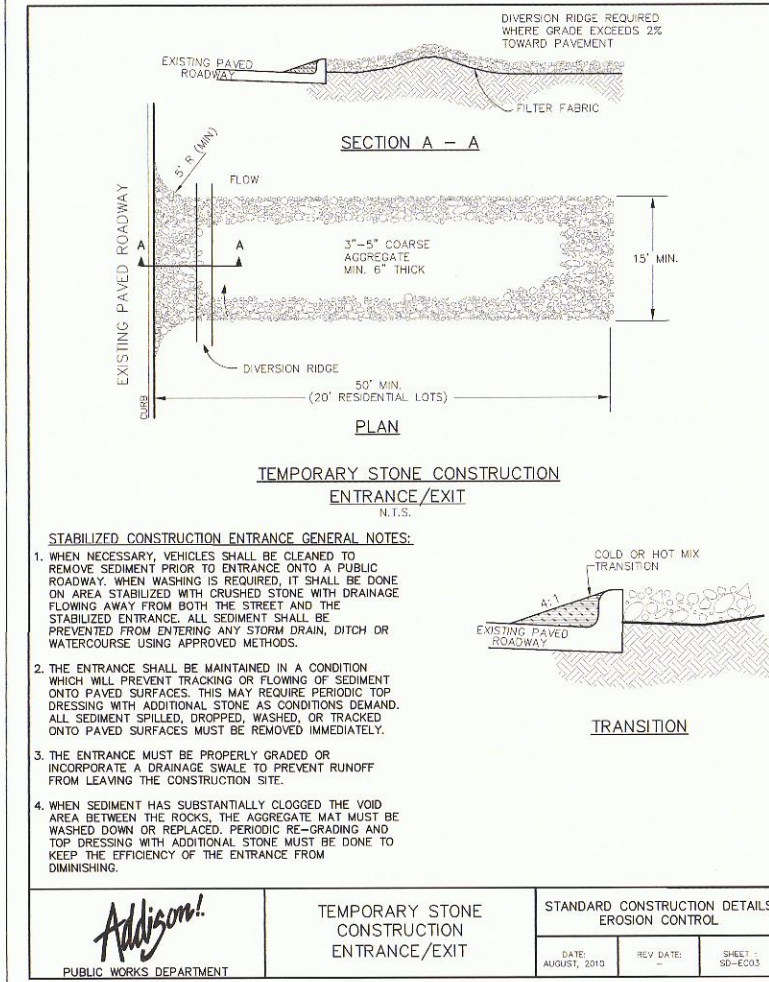 DIVERSION RIDGE REQUIRED
WHERE GRADE EXCEEDS 2%
TOWARD PAVEMENT
EXISTING PAVED
ROADWAY
FILTER FABRIC
SECTION A – A
5' R (MIN)
FLOW
EXISTING PAVED ROADWAY
A
A
3"–5" COARSE
AGGREGATE
MIN. 6" THICK
15' MIN.
DIVERSION RIDGE
CURB
50' MIN.
(20' RESIDENTIAL LOTS)
PLAN
TEMPORARY STONE CONSTRUCTION
ENTRANCE/EXIT
N.T.S.
STABILIZED CONSTRUCTION ENTRANCE GENERAL NOTES:
1. WHEN NECESSARY, VEHICLES SHALL BE CLEANED TO
REMOVE SEDIMENT PRIOR TO ENTRANCE ONTO A PUBLIC
ROADWAY. WHEN WASHING IS REQUIRED, IT SHALL BE DONE
ON AREA STABILIZED WITH CRUSHED STONE WITH DRAINAGE
FLOWING AWAY FROM BOTH THE STREET AND THE
STABILIZED ENTRANCE. ALL SEDIMENT SHALL BE
PREVENTED FROM ENTERING ANY STORM DRAIN, DITCH OR
WATERCOURSE USING APPROVED METHODS.
2. THE ENTRANCE SHALL BE MAINTAINED IN A CONDITION
WHICH WILL PREVENT TRACKING OR FLOWING OF SEDIMENT
ONTO PAVED SURFACES. THIS MAY REQUIRE PERIODIC TOP
DRESSING WITH ADDITIONAL STONE AS CONDITIONS DEMAND.
ALL SEDIMENT SPILLED, DROPPED, WASHED, OR TRACKED
ONTO PAVED SURFACES MUST BE REMOVED IMMEDIATELY.
3. THE ENTRANCE MUST BE PROPERLY GRADED OR
INCORPORATE A DRAINAGE SWALE TO PREVENT RUNOFF
FROM LEAVING THE CONSTRUCTION SITE.
4. WHEN SEDIMENT HAS SUBSTANTIALLY CLOGGED THE VOID
AREA BETWEEN THE ROCKS, THE AGGREGATE MAT MUST BE
WASHED DOWN OR REPLACED. PERIODIC RE-GRADING AND
TOP DRESSING WITH ADDITIONAL STONE MUST BE DONE TO
KEEP THE EFFICIENCY OF THE ENTRANCE FROM
DIMINISHING.
COLD OR HOT MIX
TRANSITION
4:1
EXISTING PAVED
ROADWAY
TRANSITION
Addison!
PUBLIC WORKS DEPARTMENT
TEMPORARY STONE
CONSTRUCTION
ENTRANCE/EXIT
STANDARD CONSTRUCTION DETAILS
EROSION CONTROL
DATE:
AUGUST, 2010
REV DATE:
–
SHEET :
SD-EC03